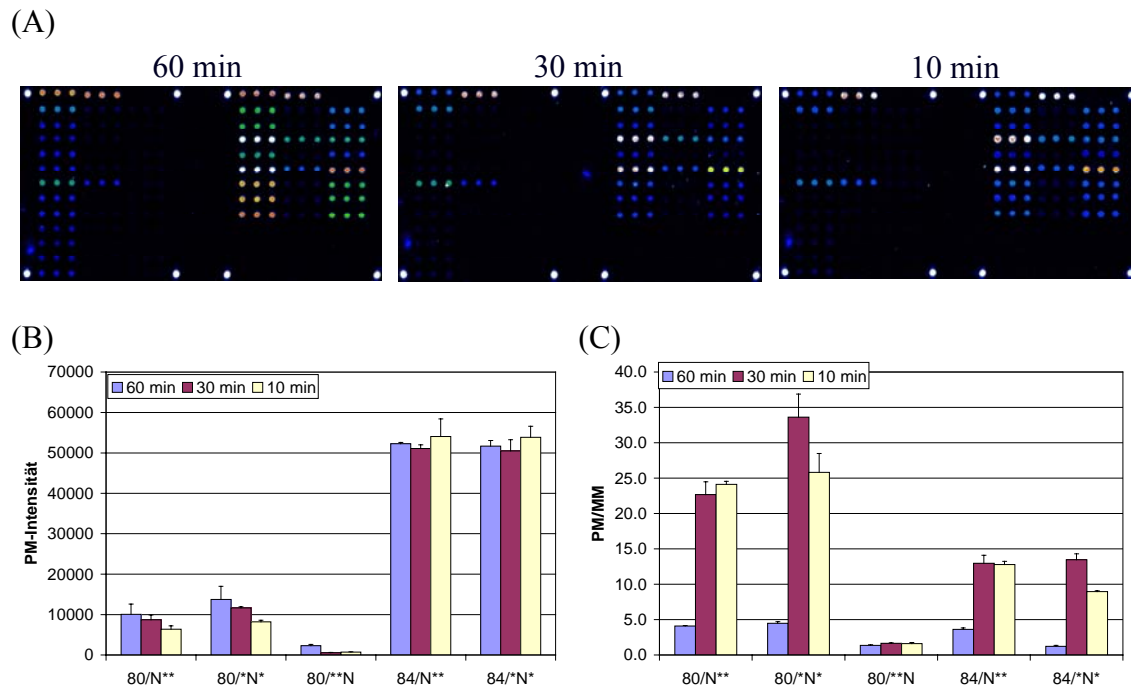 (A)
60 min 30 min 10 min
(B)
PM-Intensität
70000
60000
50000
40000
30000
20000
10000
0
60 min 30 min 10 min
80/N** 80/*N* 80/**N 84/N** 84/*N*
(C)
PM/MM
40.0
35.0
30.0
25.0
20.0
15.0
10.0
5.0
0.0
60 min 30 min 10 min
80/N** 80/*N* 80/**N 84/N** 84/*N*